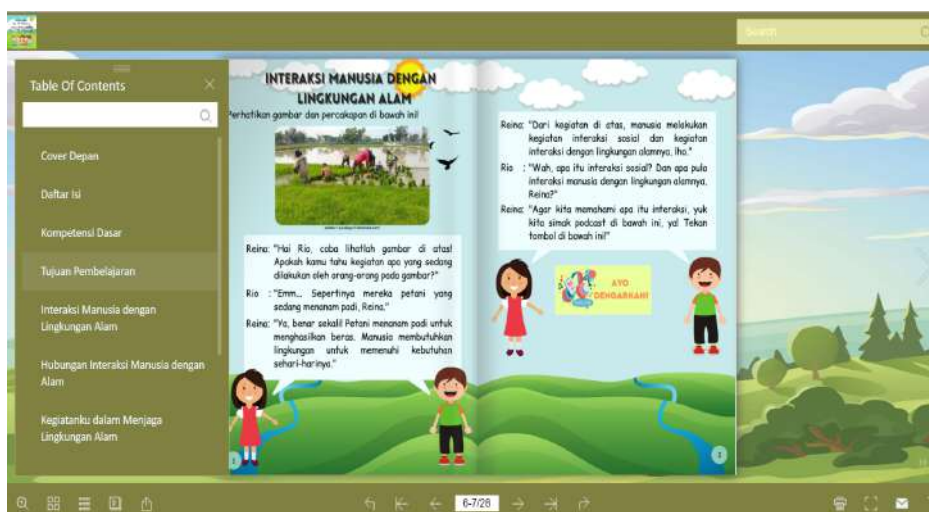 Search
Table Of Contents
Cover Depan
Daftar Isi
Kompetensi Dasar
Tujuan Pembelajaran
Interaksi Manusia dengan
Lingkungan Alam
Hubungan Interaksi Manusia dengan
Alam
Kegiatanku dalam Menjaga
Lingkungan Alam
INTERAKSI MANUSIA DENGAN
LINGKUNGAN ALAM
Perhatikan gambar dan percakapan di bawah ini!
Reina: "Hai Rio, coba lihatlah gambar di atas!
Apakah kamu tahu kegiatan apa yang sedang
dilakukan oleh orang-orang pada gambar?"
Rio : "Emm... Sepertinya mereka petani yang
sedang menanam padi, Reina."
Reina: "Ya, benar sekali! Petani menanam padi untuk
menghasilkan beras. Manusia membutuhkan
lingkungan untuk memenuhi kebutuhan
sehari-harinya."
Reina: "Dari kegiatan di atas, manusia melakukan
kegiatan interaksi sosial dan kegiatan
interaksi dengan lingkungan alamnya, lho."
Rio : "Wah, apa itu interaksi sosial? Dan apa pula
interaksi manusia dengan lingkungan alamnya,
Reina?"
Reina: "Agar kita memahami apa itu interaksi, yuk
kita simak podcast di bawah ini, ya! Tekan
tombol di bawah ini!"
AYO
DENGARKAN!
6-7/26